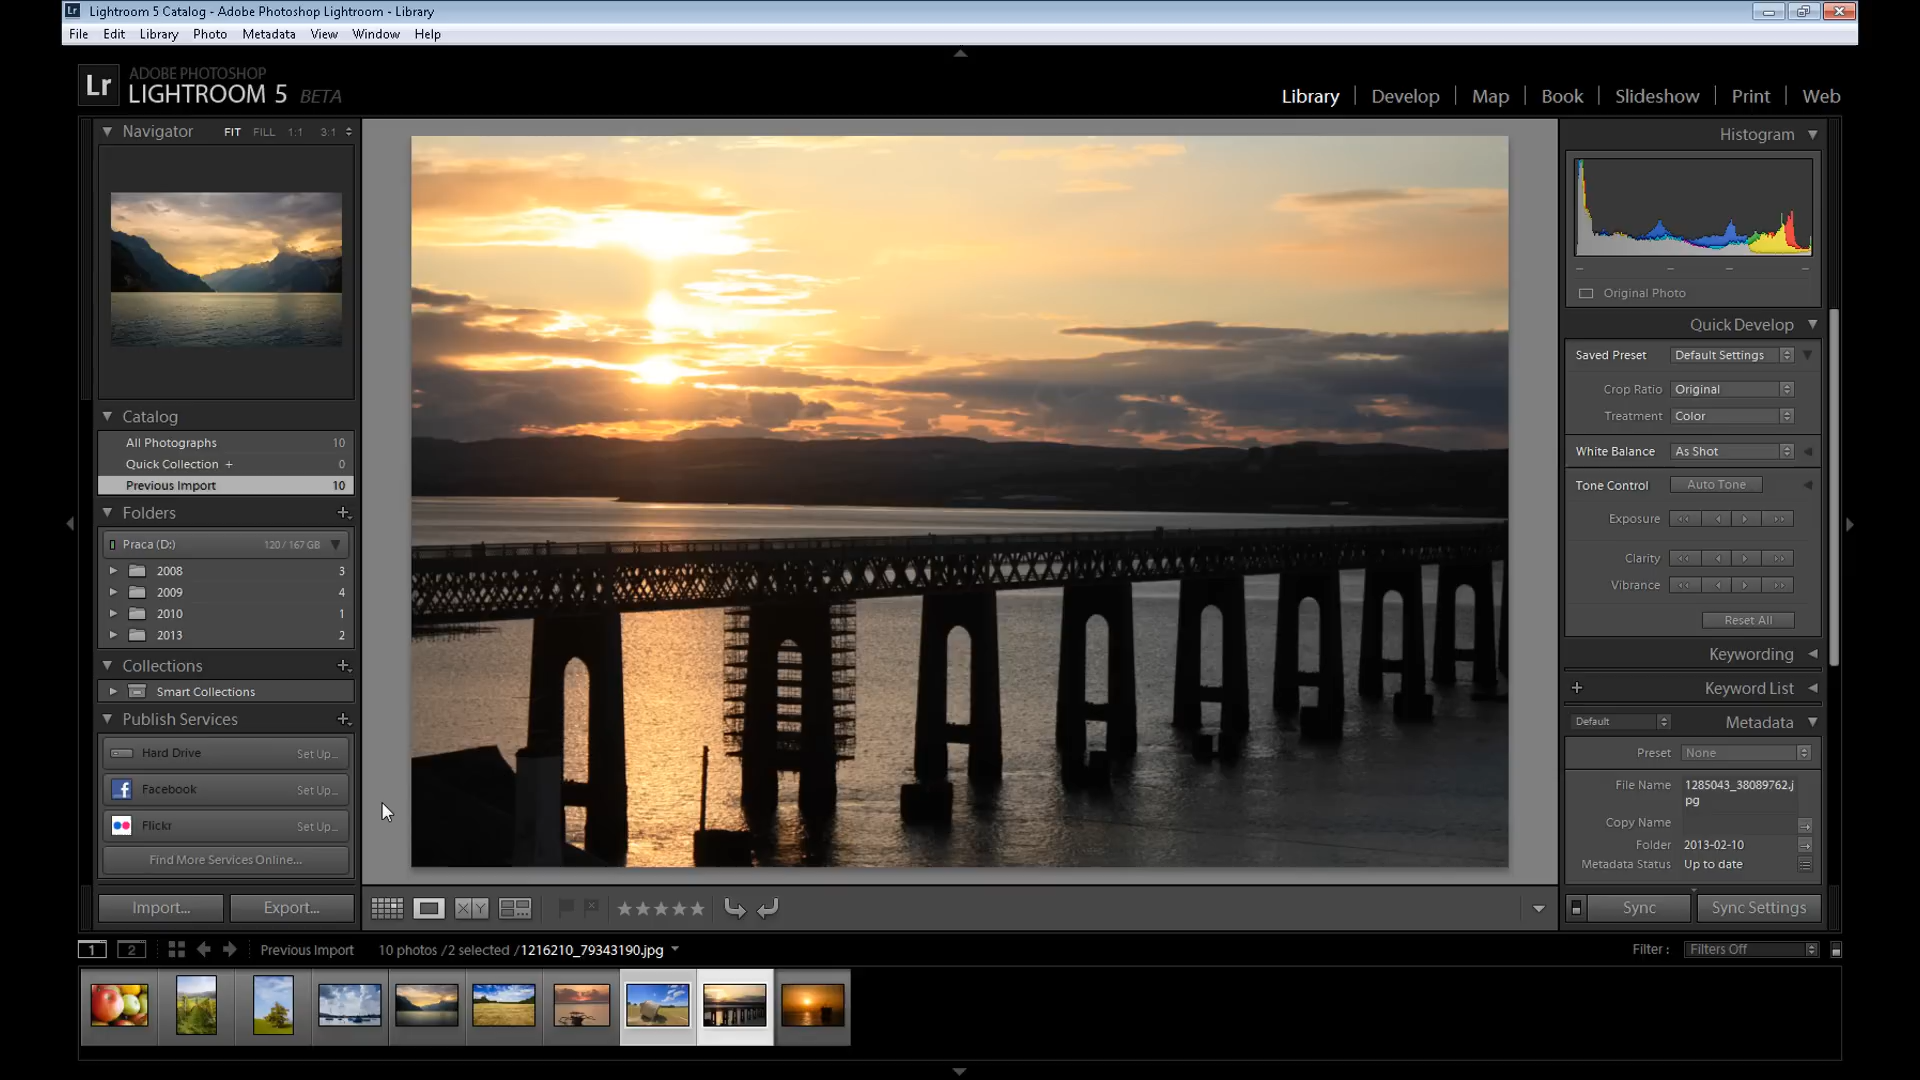 Lr Lightroom 5 Catalog - Adobe Photoshop Lightroom - Library
File Edit Library Photo Metadata View Window Help
Lr ADOBE PHOTOSHOP
LIGHTROOM 5 BETA
Library Develop Map Book Slideshow Print Web
Navigator FIT FILL 1:1 3:1
Catalog
All Photographs 10
Quick Collection + 0
Previous Import 10
Folders +
Praca (D:) 120 / 167 GB
2008 3
2009 4
2010 1
2013 2
Collections +
Smart Collections
Publish Services +
Hard Drive Set Up...
f Facebook Set Up...
Flickr Set Up...
Find More Services Online...
Import... Export...
X Y
Histogram
Original Photo
Quick Develop
Saved Preset Default Settings
Crop Ratio Original
Treatment Color
White Balance As Shot
Tone Control Auto Tone
Exposure
Clarity
Vibrance
Reset All
Keywording
+ Keyword List
Default Metadata
Preset None
File Name 1285043_38089762.j
pg
Copy Name
Folder 2013-02-10
Metadata Status Up to date
Sync Sync Settings
1 2 Previous Import 10 photos /2 selected /1216210_79343190.jpg
Filter : Filters Off